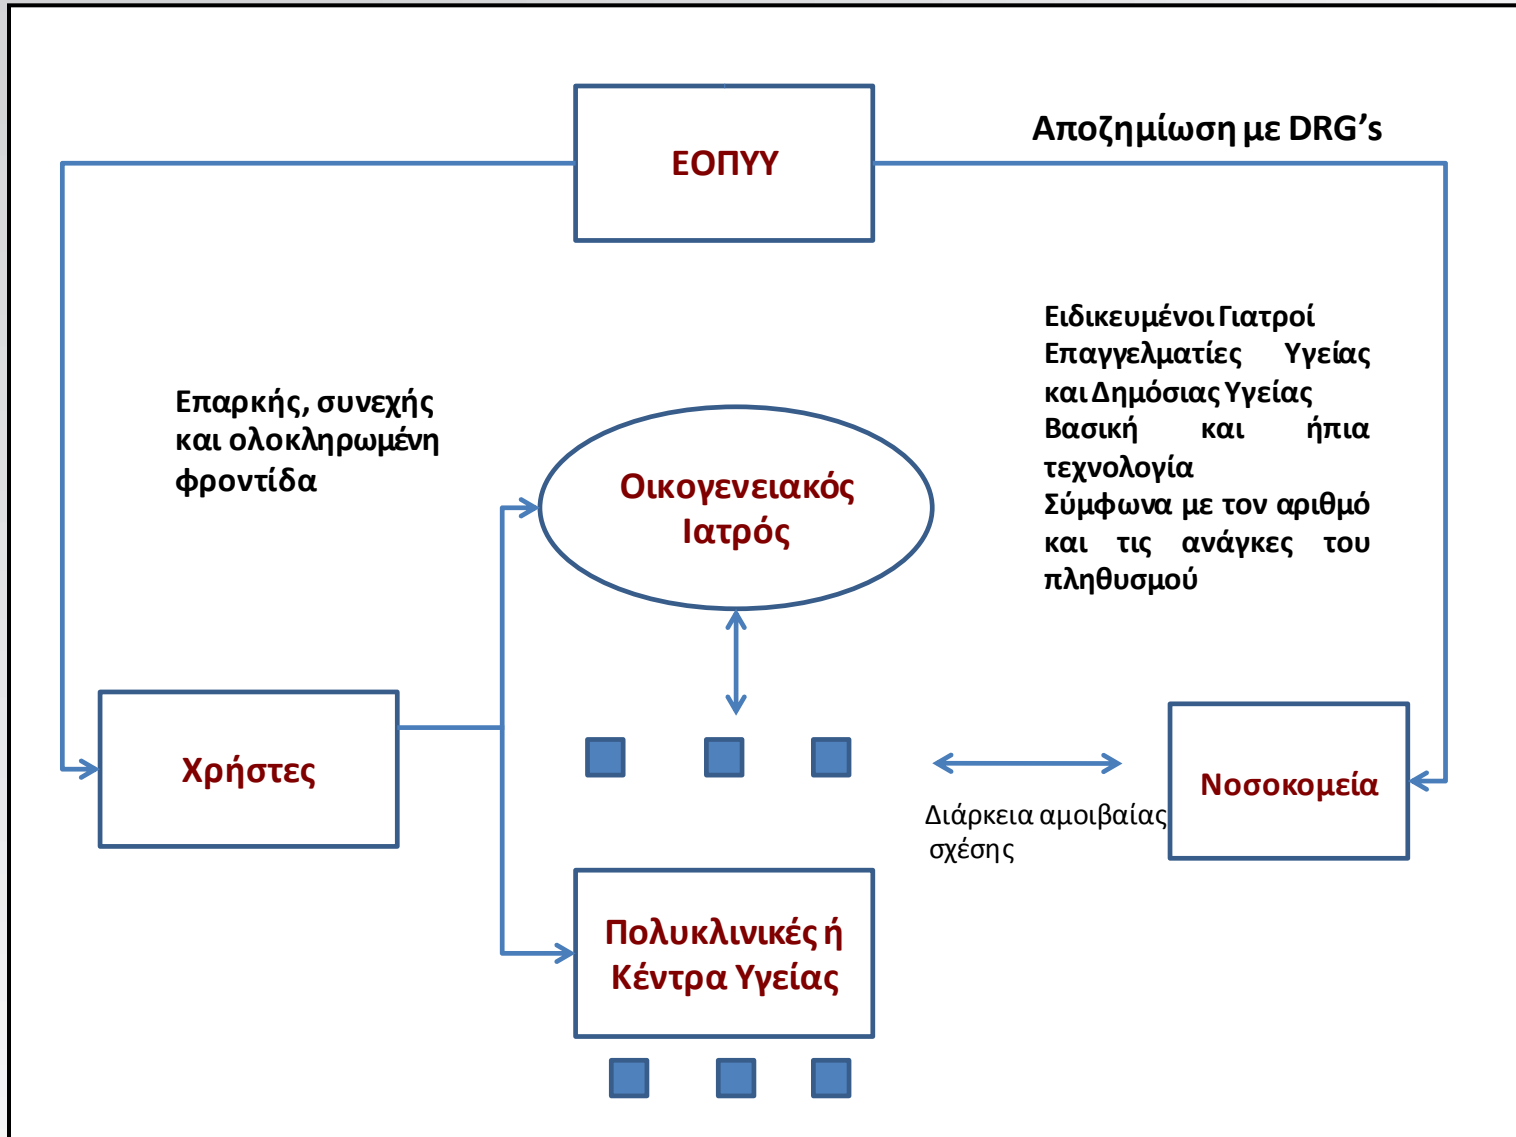 ΕΟΠΥΥ
Αποζημίωση με DRG’s
Επαρκής, συνεχής
και ολοκληρωμένη
φροντίδα
Ειδικευμένοι Γιατροί
Επαγγελματίες Υγείας
και Δημόσιας Υγείας
Βασική και ήπια
τεχνολογία
Σύμφωνα με τον αριθμό
και τις ανάγκες του
πληθυσμού
Οικογενειακός
Ιατρός
Χρήστες
Νοσοκομεία
Διάρκεια αμοιβαίας
σχέσης
Πολυκλινικές ή
Κέντρα Υγείας